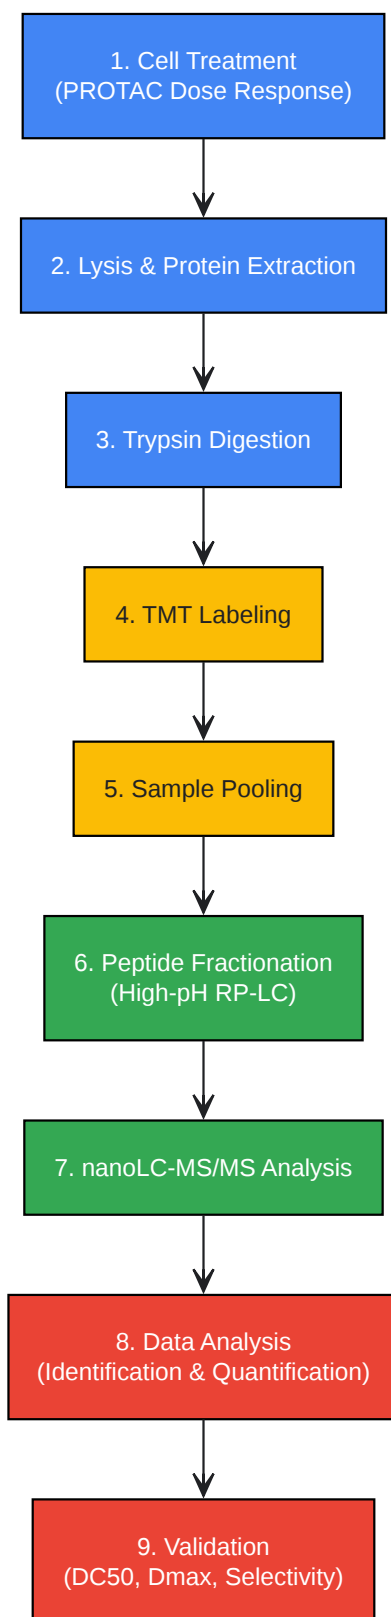 1. Cell Treatment
(PROTAC Dose Response)
2. Lysis & Protein Extraction
3. Trypsin Digestion
4. TMT Labeling
5. Sample Pooling
6. Peptide Fractionation
(High-pH RP-LC)
7. nanoLC-MS/MS Analysis
8. Data Analysis
(Identification & Quantification)
9. Validation
(DC50, Dmax, Selectivity)